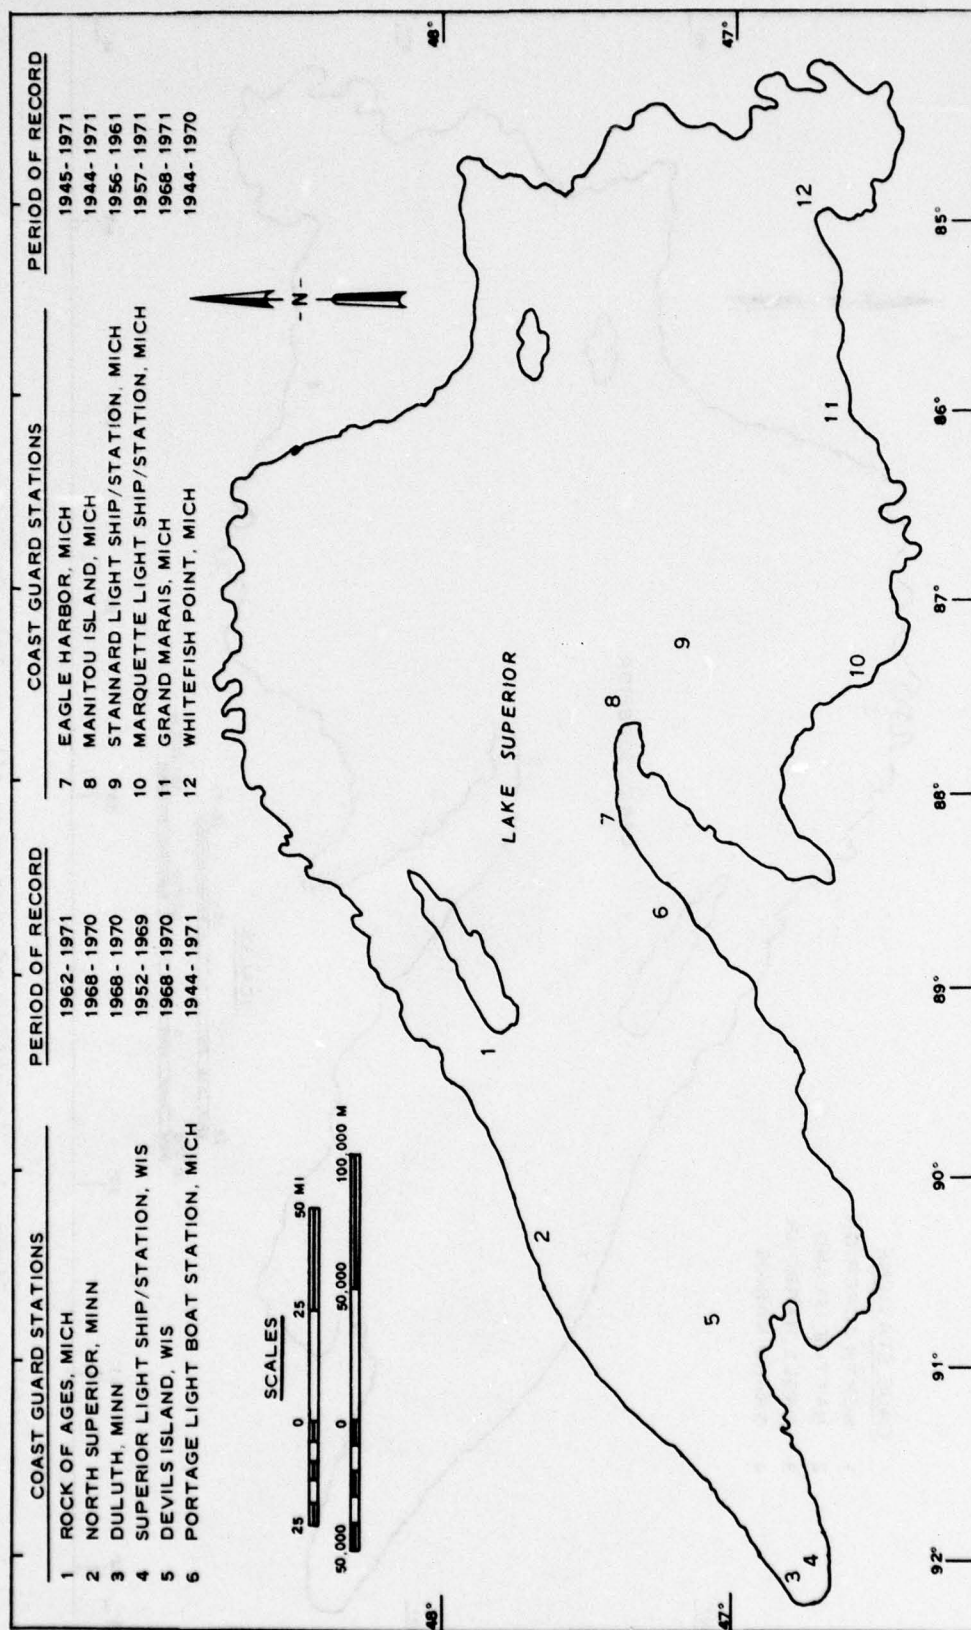 COAST GUARD STATIONS PERIOD OF RECORD COAST GUARD STATIONS PERIOD OF RECORD
1 ROCK OF AGES, MICH 1962-1971 7 EAGLE HARBOR, MICH 1945-1971
2 NORTH SUPERIOR, MINN 1968-1970 8 MANITOU ISLAND, MICH 1944-1971
3 DULUTH, MINN 1968-1970 9 STANNARD LIGHT SHIP/STATION, MICH 1956-1961
4 SUPERIOR LIGHT SHIP/STATION, WIS 1952-1969 10 MARQUETTE LIGHT SHIP/STATION, MICH 1957-1971
5 DEVILS ISLAND, WIS 1968-1970 11 GRAND MARAIS, MICH 1968-1971
6 PORTAGE LIGHT BOAT STATION, MICH 1944-1971 12 WHITEFISH POINT, MICH 1944-1970
SCALES
25 0 25 50 MI
50,000 0 50,000 100,000 M
-N-
48° 48°
1
LAKE SUPERIOR
2
7 8
6
9
5
47° 47°
3
4
10
11
12
92° 91° 90° 89° 88° 87° 86° 85°